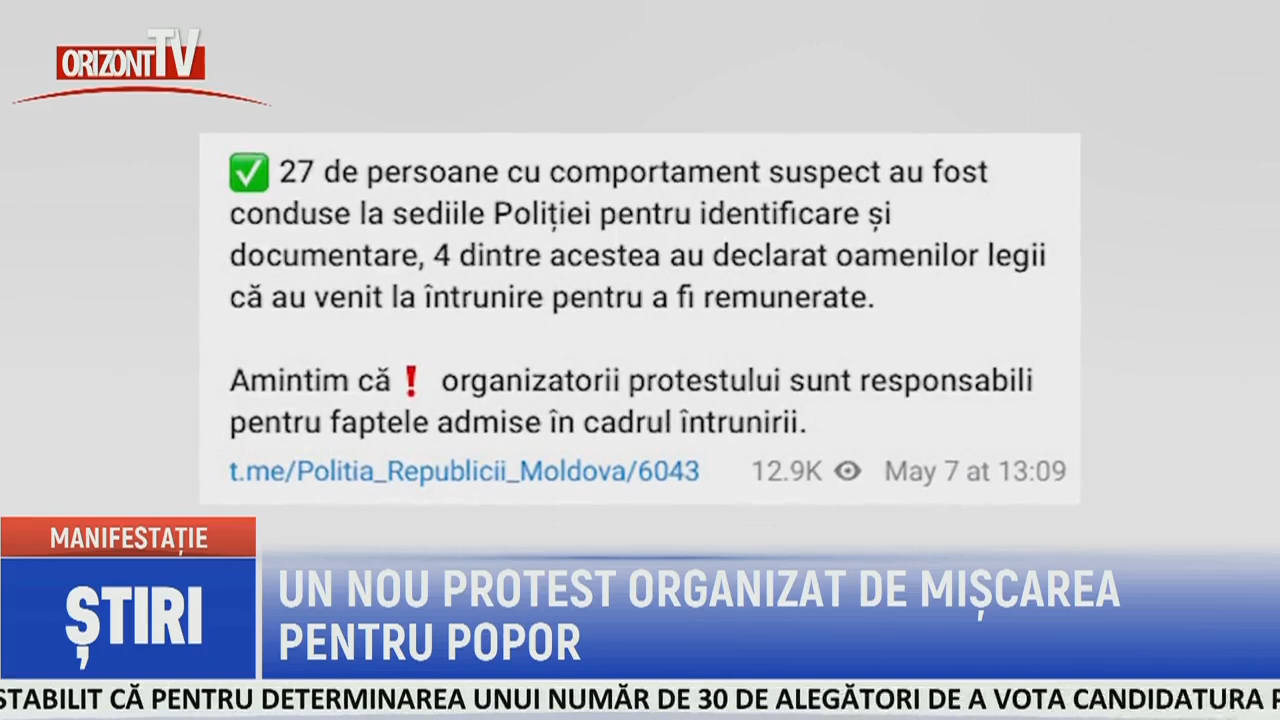 ORIZONT TV
✅ 27 de persoane cu comportament suspect au fost
conduse la sediile Poliției pentru identificare și
documentare, 4 dintre acestea au declarat oamenilor legii
că au venit la întrunire pentru a fi remunerate.
Amintim că❗ organizatorii protestului sunt responsabili
pentru faptele admise în cadrul întrunirii.
t.me/Politia_Republicii_Moldova/6043 12.9K May 7 at 13:09
MANIFESTAȚIE
ȘTIRI
UN NOU PROTEST ORGANIZAT DE MIȘCAREA
PENTRU POPOR
STABILIT CĂ PENTRU DETERMINAREA UNUI NUMĂR DE 30 DE ALEGĂTORI DE A VOTA CANDIDATURA